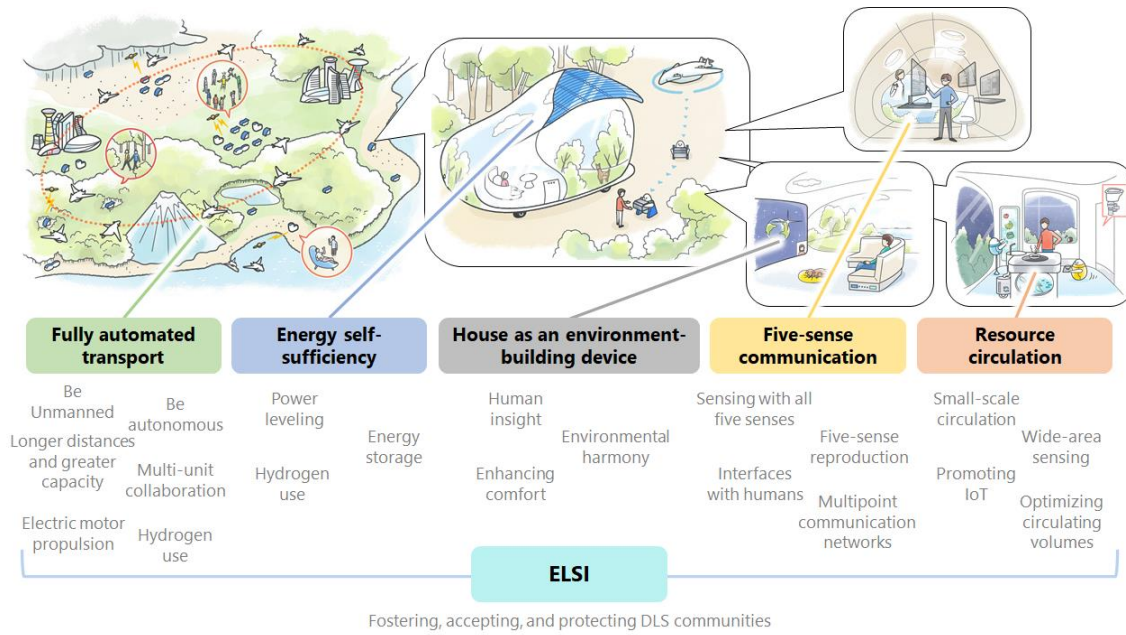 Fully automated
transport
Energy self-
sufficiency
House as an environment-
building device
Five-sense
communication
Resource
circulation
Be
Unmanned
Be
autonomous
Longer distances
and greater
capacity
Multi-unit
collaboration
Electric motor
propulsion
Hydrogen
use
Power
leveling
Energy
storage
Hydrogen
use
Human
insight
Environmental
harmony
Enhancing
comfort
Sensing with all
five senses
Five-sense
reproduction
Interfaces
with humans
Multipoint
communication
networks
Small-scale
circulation
Wide-area
sensing
Promoting
IoT
Optimizing
circulating
volumes
ELSI
Fostering, accepting, and protecting DLS communities